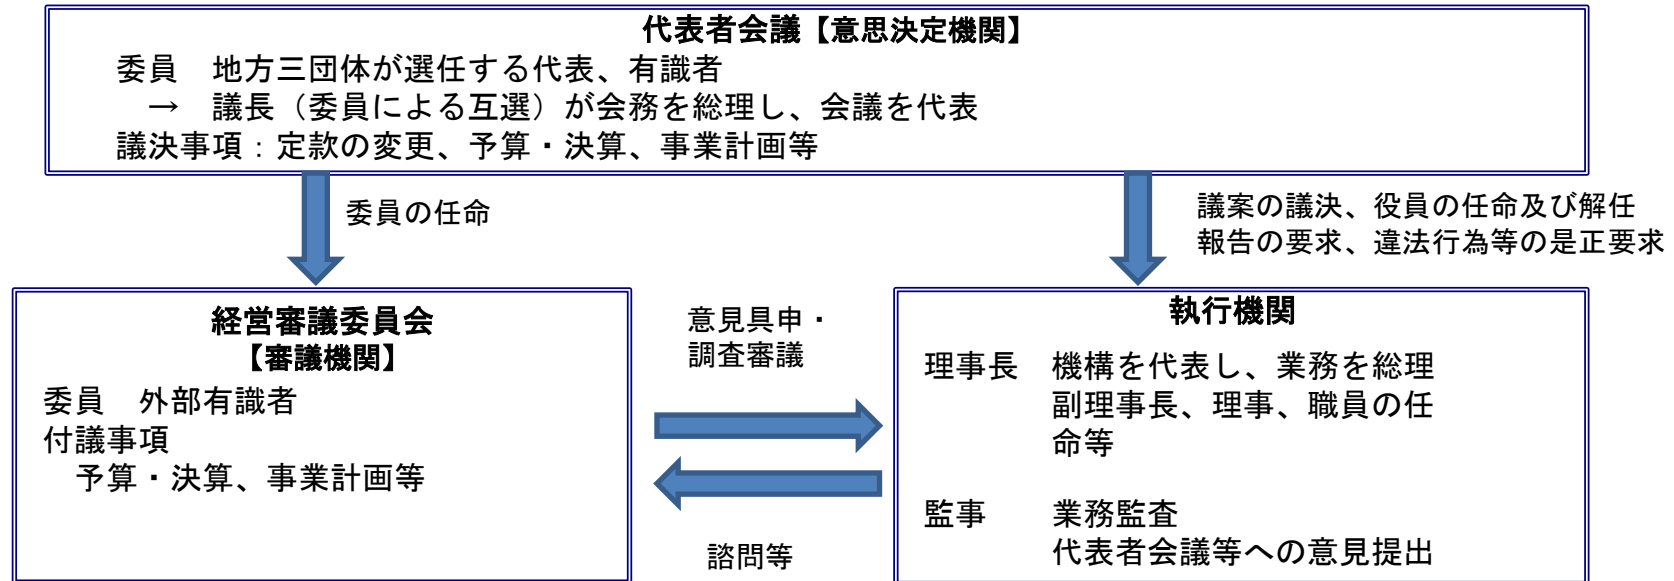 代表者会議【意思決定機関】
委員　地方三団体が選任する代表、有識者
→　議長（委員による互選）が会務を総理し、会議を代表
議決事項：定款の変更、予算・決算、事業計画等
委員の任命
議案の議決、役員の任命及び解任
報告の要求、違法行為等の是正要求
経営審議委員会
【審議機関】
委員　外部有識者
付議事項
予算・決算、事業計画等
意見具申・
調査審議
諮問等
執行機関
理事長　機構を代表し、業務を総理
副理事長、理事、職員の任
命等
監事　業務監査
代表者会議等への意見提出